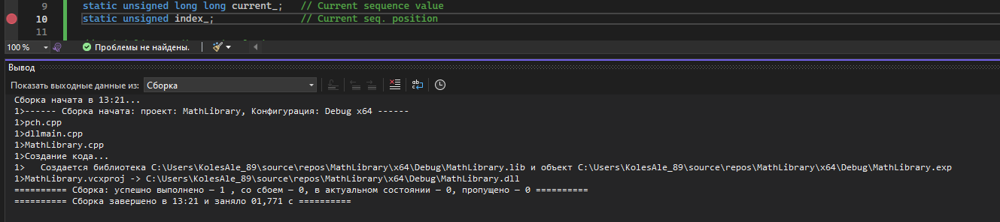 8 static unsigned long long current_; // Current sequence value
9
10 static unsigned index_; // Current seq. position
11
100 % Проблемы не найдены.
Вывод
Показать выходные данные из: Сборка
Сборка начата в 13:21...
1>------ Сборка начата: проект: MathLibrary, Конфигурация: Debug x64 ------
1>pch.cpp
1>dllmain.cpp
1>MathLibrary.cpp
1>Создание кода...
1>   Создается библиотека C:\Users\KolesAle_89\source\repos\MathLibrary\x64\Debug\MathLibrary.lib и объект C:\Users\KolesAle_89\source\repos\MathLibrary\x64\Debug\MathLibrary.exp
1>MathLibrary.vcxproj -> C:\Users\KolesAle_89\source\repos\MathLibrary\x64\Debug\MathLibrary.dll
========== Сборка: успешно выполнено — 1 , со сбоем — 0, в актуальном состоянии — 0, пропущено — 0 ==========
========== Сборка завершено в 13:21 и заняло 01,771 с ==========